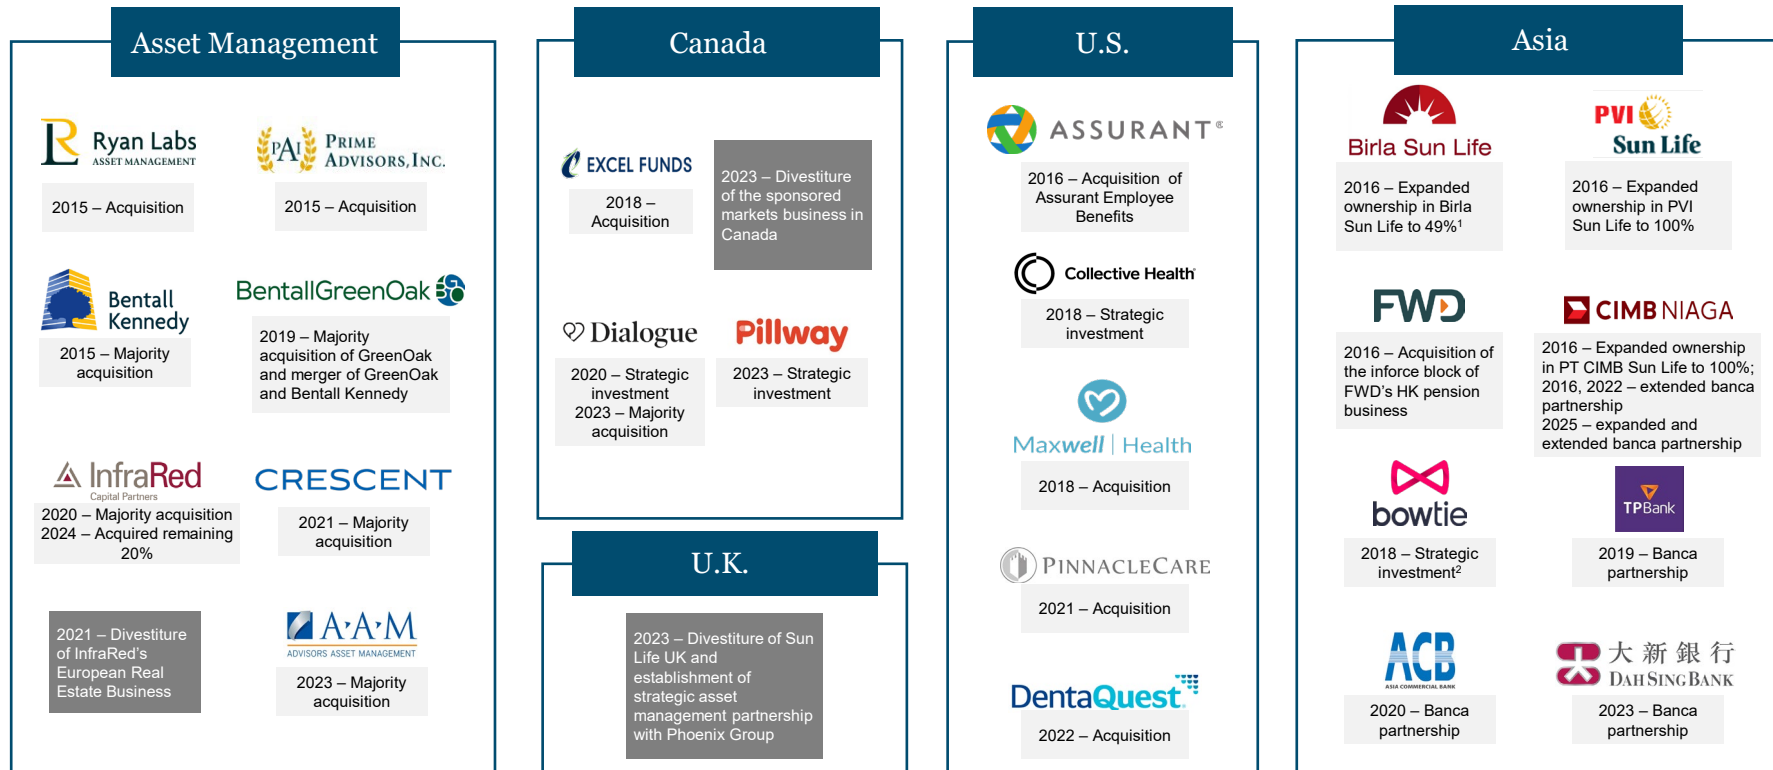 Asset Management
Ryan Labs
ASSET MANAGEMENT
2015 – Acquisition
PAI
PRIME
ADVISORS, INC.
2015 – Acquisition
Bentall
Kennedy
2015 – Majority
acquisition
BentallGreenOak
2019 – Majority
acquisition of GreenOak
and merger of GreenOak
and Bentall Kennedy
InfraRed
Capital Partners
2020 – Majority acquisition
2024 – Acquired remaining
20%
CRESCENT
2021 – Majority
acquisition
2021 – Divestiture
of InfraRed's
European Real
Estate Business
A·A·M
ADVISORS ASSET MANAGEMENT
2023 – Majority
acquisition
Canada
EXCEL FUNDS
2018 –
Acquisition
2023 – Divestiture
of the sponsored
markets business in
Canada
Dialogue
2020 – Strategic
investment
2023 – Majority
acquisition
Pillway
2023 – Strategic
investment
U.K.
2023 – Divestiture of Sun
Life UK and
establishment of
strategic asset
management partnership
with Phoenix Group
U.S.
ASSURANT®
2016 – Acquisition of
Assurant Employee
Benefits
Collective Health
2018 – Strategic
investment
Maxwell | Health
2018 – Acquisition
PINNACLECARE
2021 – Acquisition
DentaQuest
2022 – Acquisition
Asia
Birla Sun Life
2016 – Expanded
ownership in Birla
Sun Life to 49%¹
PVI
Sun Life
2016 – Expanded
ownership in PVI
Sun Life to 100%
FWD
2016 – Acquisition of
the inforce block of
FWD's HK pension
business
CIMB NIAGA
2016 – Expanded ownership
in PT CIMB Sun Life to 100%;
2016, 2022 – extended banca
partnership
2025 – expanded and
extended banca partnership
bowtie
2018 – Strategic
investment²
TPBank
2019 – Banca
partnership
ACB
ASIA COMMERCIAL BANK
2020 – Banca
partnership
大新銀行
DAH SING BANK
2023 – Banca
partnership